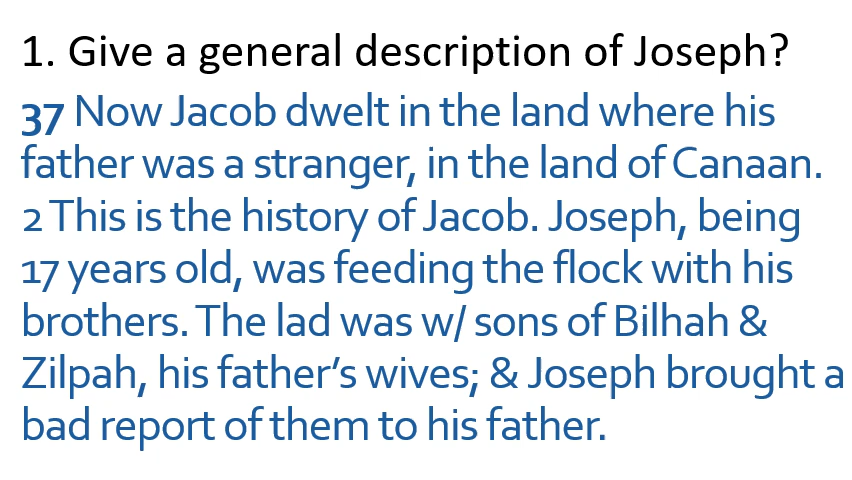 1. Give a general description of Joseph?
37 Now Jacob dwelt in the land where his
father was a stranger, in the land of Canaan.
2 This is the history of Jacob. Joseph, being
17 years old, was feeding the flock with his
brothers. The lad was w/ sons of Bilhah &
Zilpah, his father’s wives; & Joseph brought a
bad report of them to his father.